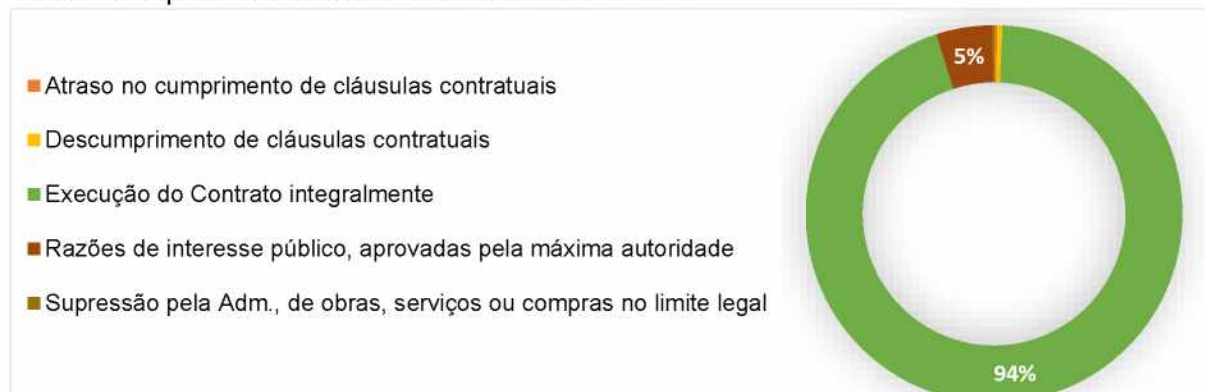 Atraso no cumprimento de cláusulas contratuais
Descumprimento de cláusulas contratuais
Execução do Contrato integralmente
Razões de interesse público, aprovadas pela máxima autoridade
Supressão pela Adm., de obras, serviços ou compras no limite legal
5%
94%